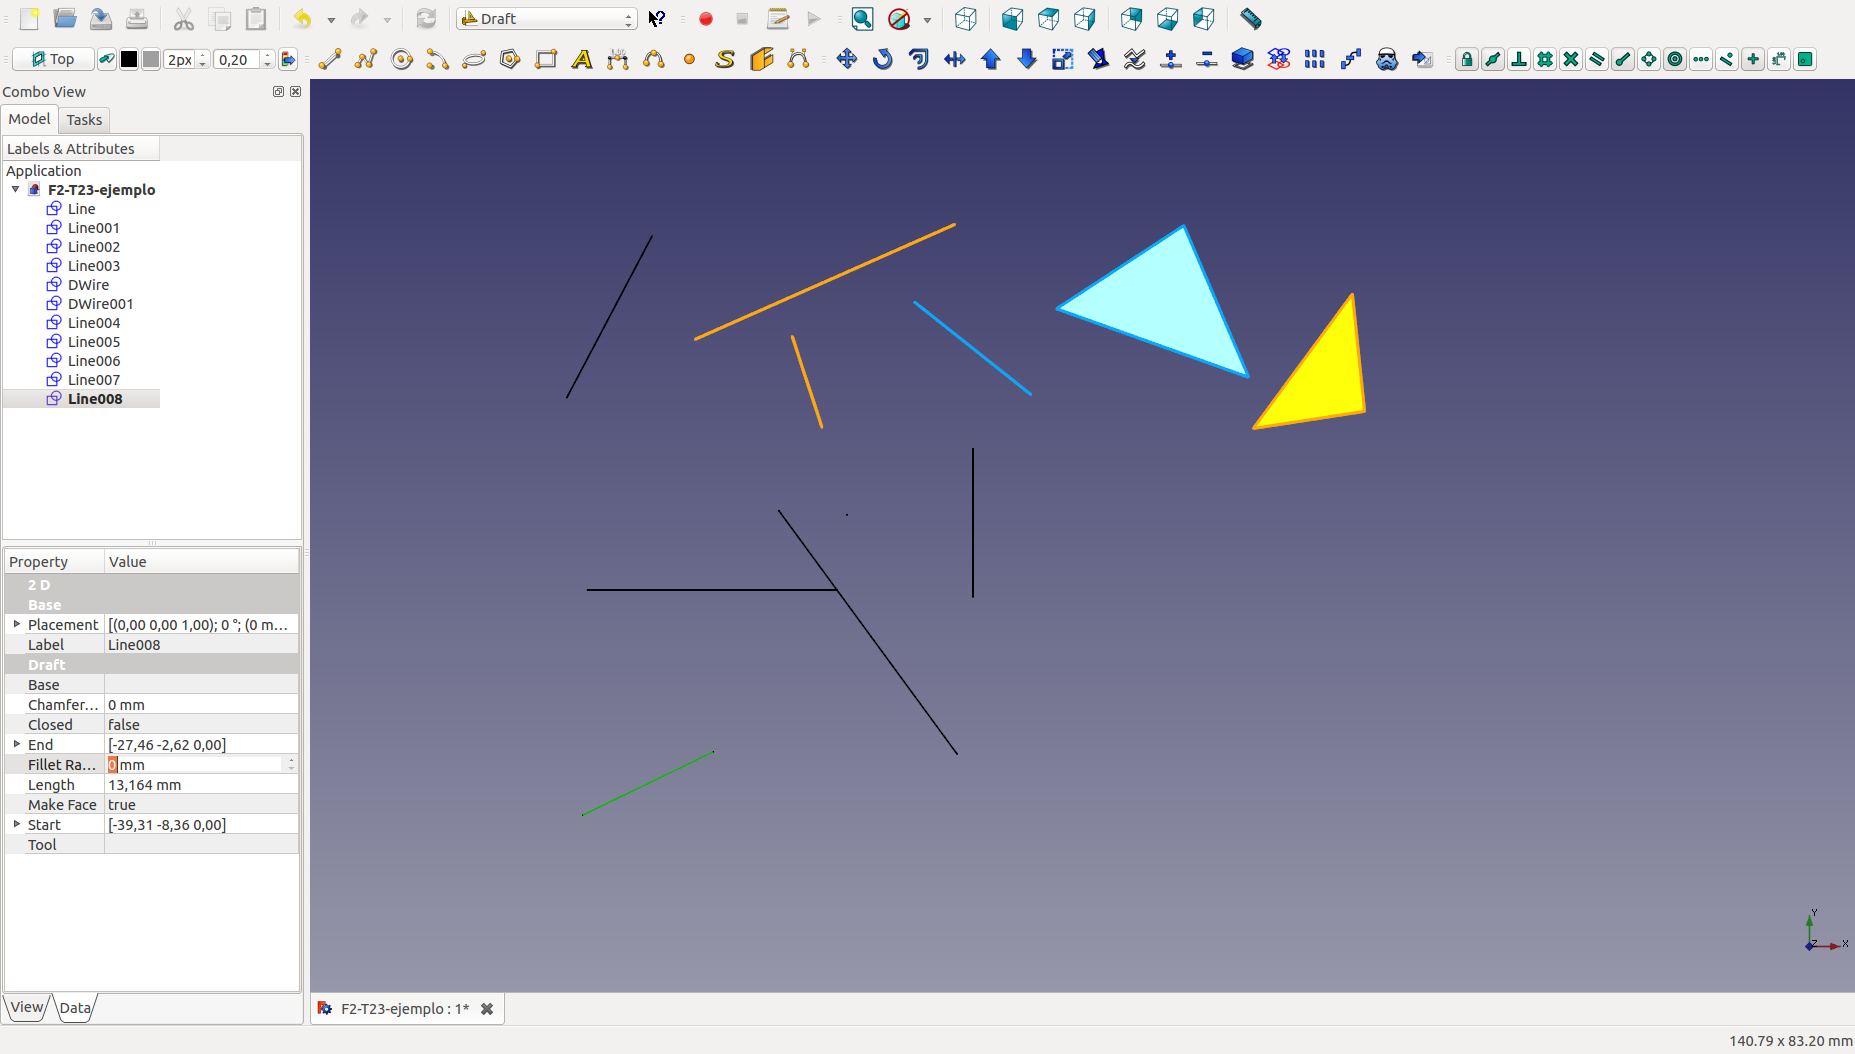 Draft
Top
2px
0,20
Combo View
Model
Tasks
Labels & Attributes
Application
F2-T23-ejemplo
Line
Line001
Line002
Line003
DWire
DWire001
Line004
Line005
Line006
Line007
Line008
Property Value
2 D
Base
Placement [(0,00 0,00 1,00); 0 °; (0 m...
Label Line008
Draft
Base
Chamfer... 0 mm
Closed false
End [-27,46 -2,62 0,00]
Fillet Ra... 0 mm
Length 13,164 mm
Make Face true
Start [-39,31 -8,36 0,00]
Tool
View
Data
F2-T23-ejemplo : 1*
Y
Z
X
140.79 x 83.20 mm